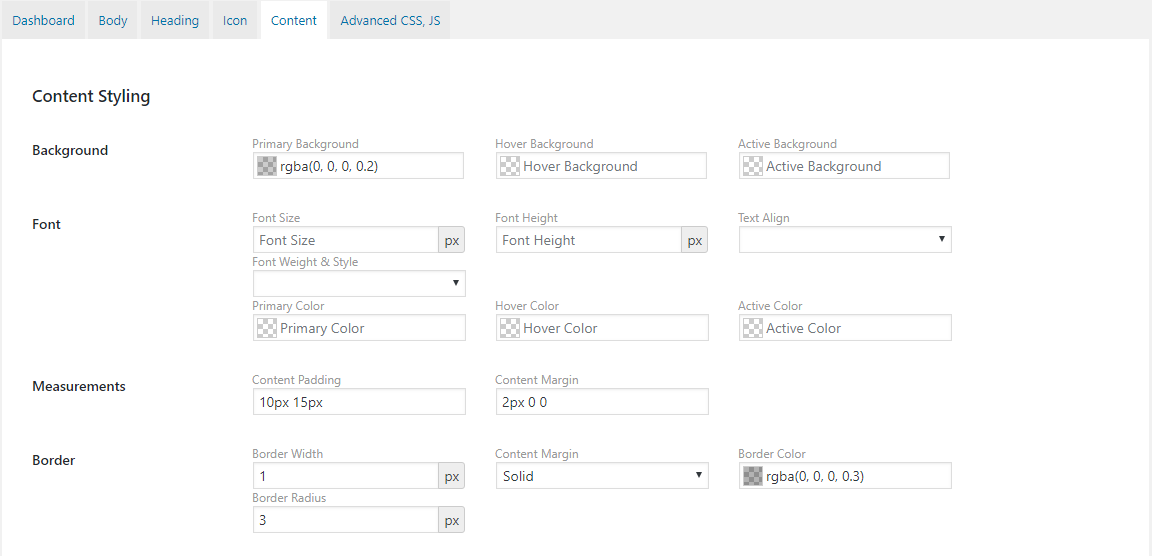 Dashboard Body Heading Icon Content Advanced CSS, JS
Content Styling
Background
Primary Background Hover Background Active Background
rgba(0, 0, 0, 0.2) Hover Background Active Background
Font
Font Size Font Height Text Align
Font Size px Font Height px
Font Weight & Style
Primary Color Hover Color Active Color
Primary Color Hover Color Active Color
Measurements
Content Padding Content Margin
10px 15px 2px 0 0
Border
Border Width Content Margin Border Color
1 px Solid rgba(0, 0, 0, 0.3)
Border Radius
3 px